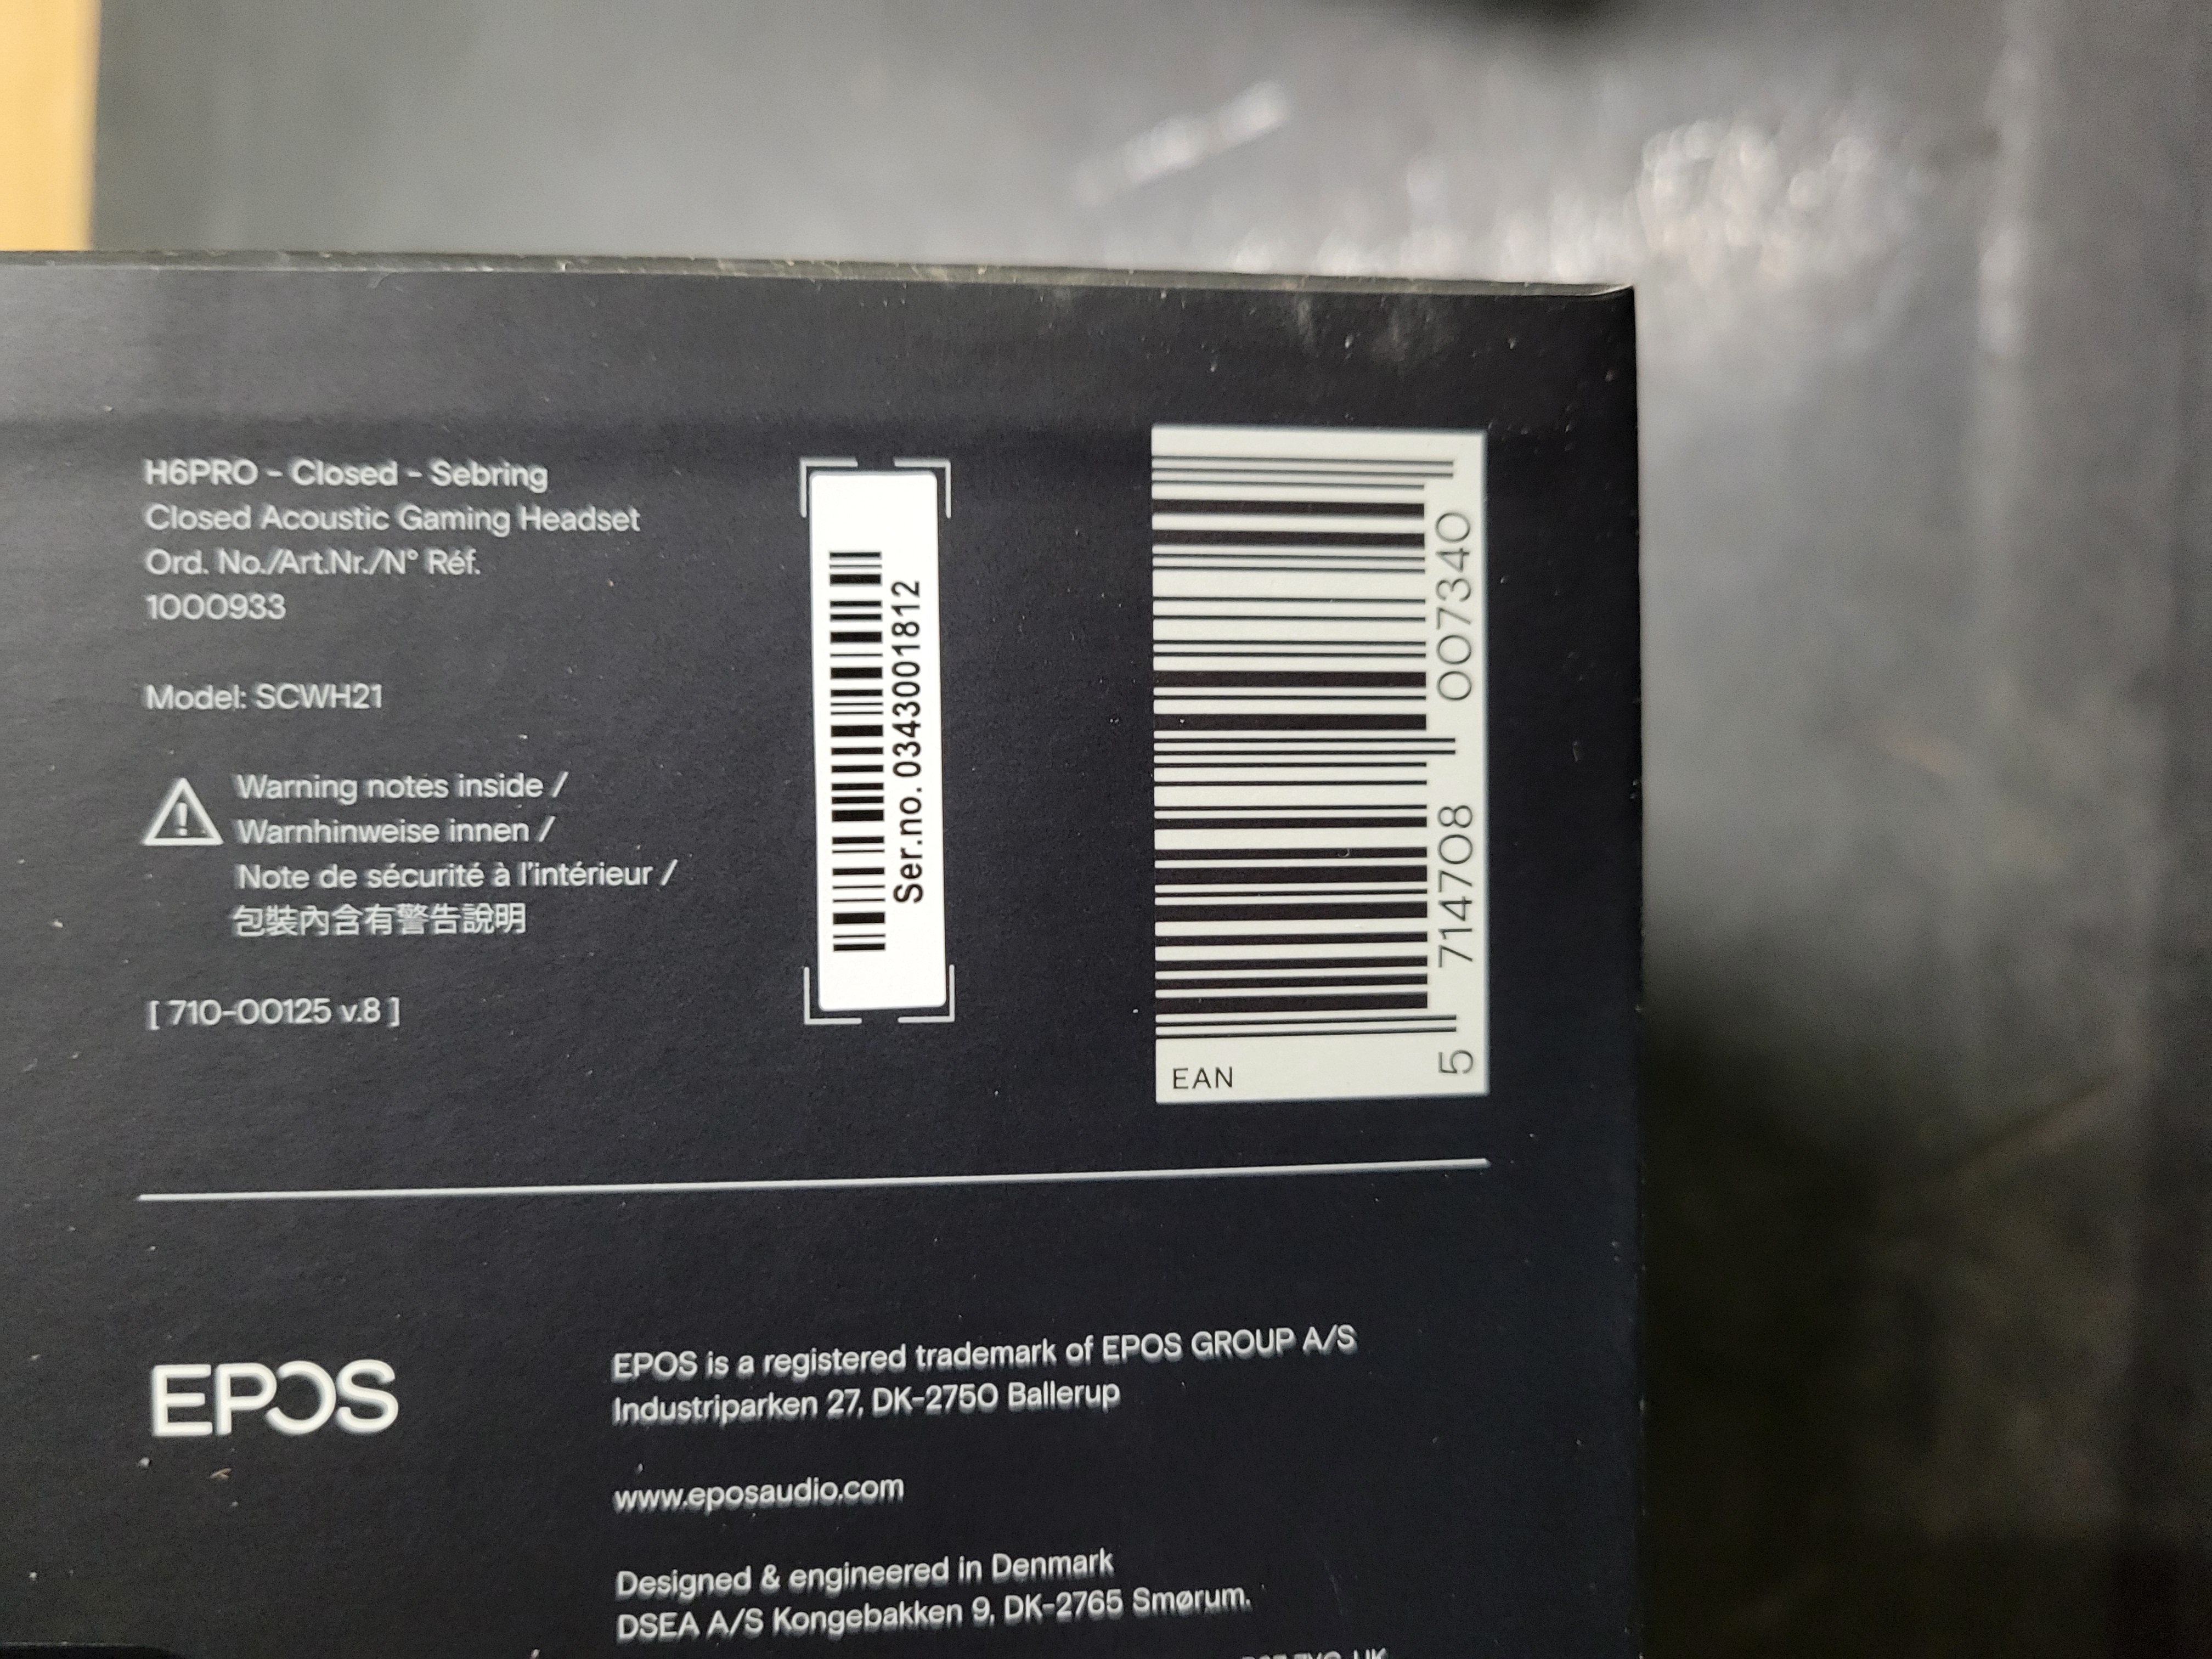 H6PRO - Closed - Sebring
Closed Acoustic Gaming Headset
Ord. No./Art.Nr./N° Réf.
1000933
Model: SCWH21
Warning notes inside /
Warnhinweise innen /
Note de sécurité à l'intérieur /
包裝內含有警告說明
[ 710-00125 v.8 ]
Ser.no. 0343001812
EAN
5 714708 007340
EPOS
EPOS is a registered trademark of EPOS GROUP A/S
Industriparken 27, DK-2750 Ballerup
www.eposaudio.com
Designed & engineered in Denmark
DSEA A/S Kongebakken 9, DK-2765 Smørum.
UK